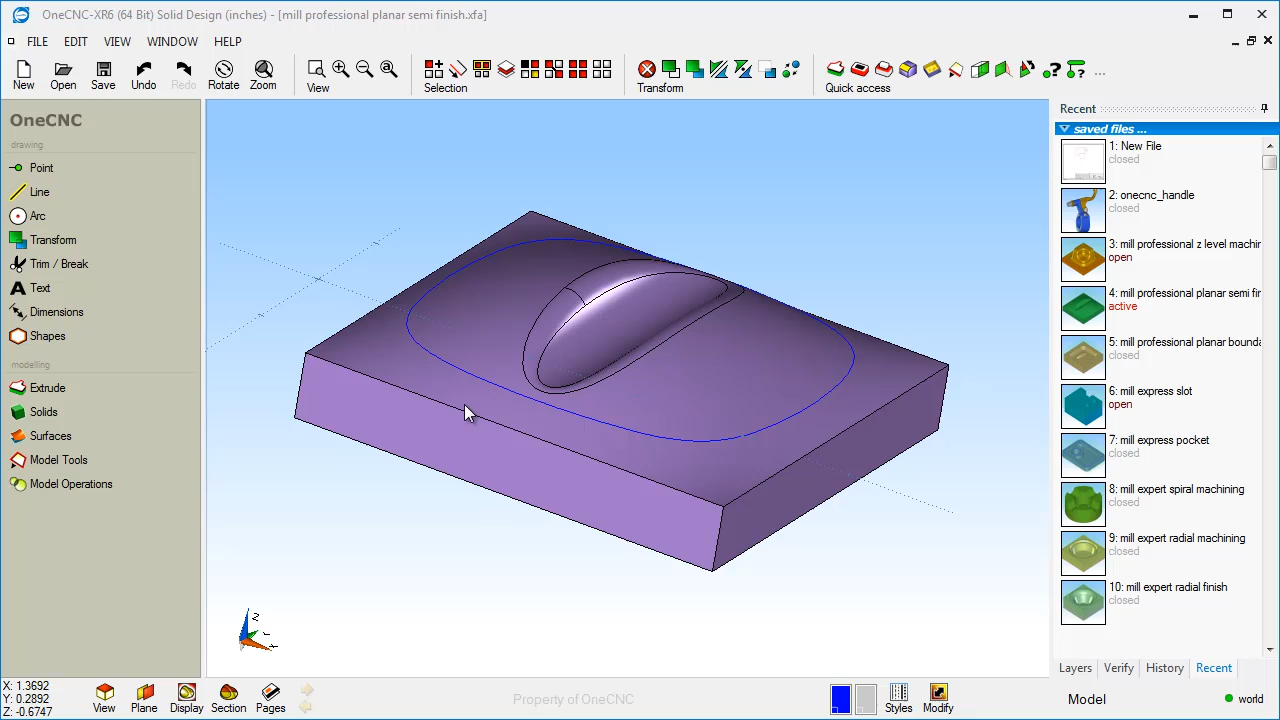 OneCNC-XR6 (64 Bit) Solid Design (inches) - [mill professional planar semi finish.xfa]
FILE EDIT VIEW WINDOW HELP
New Open Save Undo Redo Rotate Zoom View Selection Transform Quick access ...
OneCNC
drawing
Point
Line
Arc
Transform
Trim / Break
Text
Dimensions
Shapes
modelling
Extrude
Solids
Surfaces
Model Tools
Model Operations
Z
Recent
saved files ...
1: New File
closed
2: onecnc_handle
closed
3: mill professional z level machin
open
4: mill professional planar semi fir
active
5: mill professional planar bounda
closed
6: mill express slot
open
7: mill express pocket
closed
8: mill expert spiral machining
closed
9: mill expert radial machining
closed
10: mill expert radial finish
closed
Layers Verify History Recent
X: 1.3692
Y: 0.2892
Z: -0.6747
View Plane Display Section Pages
Property of OneCNC
Styles Modify
Model
world